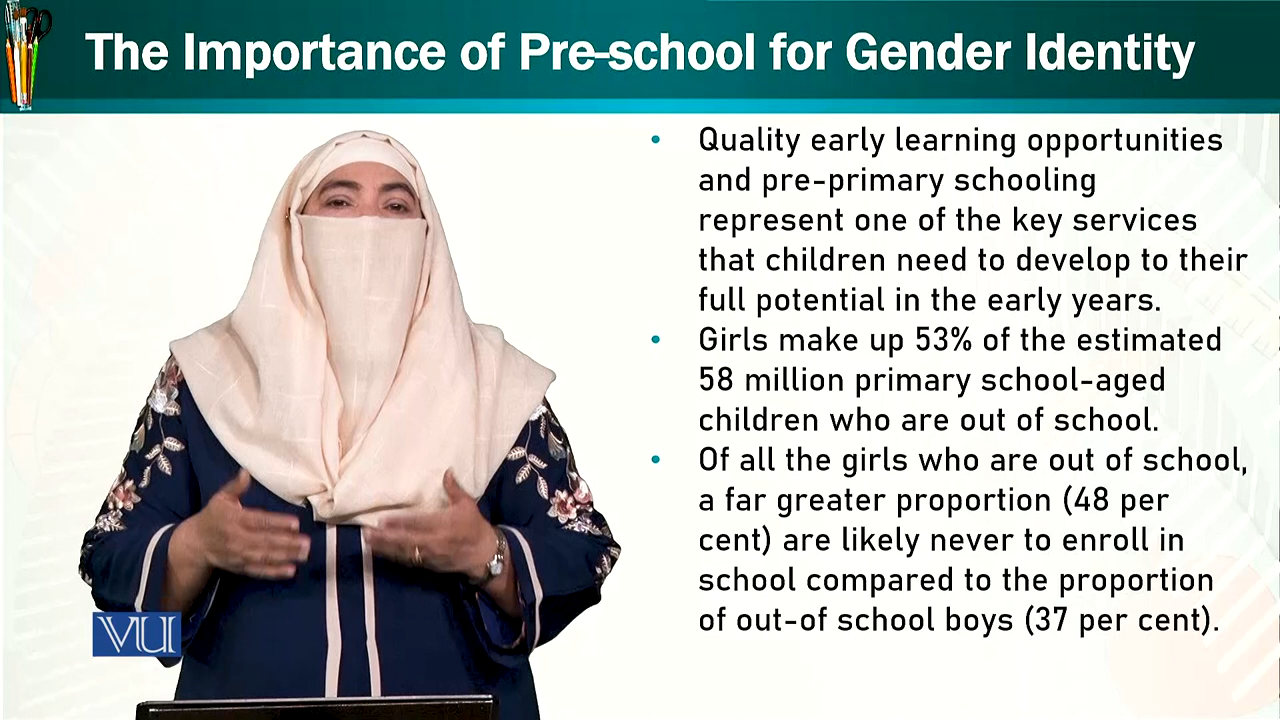 The Importance of Pre-school for Gender Identity
• Quality early learning opportunities
and pre-primary schooling
represent one of the key services
that children need to develop to their
full potential in the early years.
• Girls make up 53% of the estimated
58 million primary school-aged
children who are out of school.
• Of all the girls who are out of school,
a far greater proportion (48 per
cent) are likely never to enroll in
school compared to the proportion
of out-of school boys (37 per cent).
VU